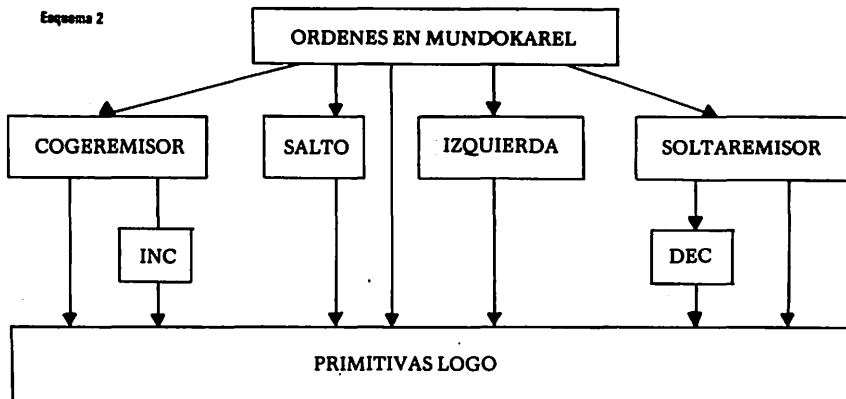 Esquema 2
ORDENES EN MUNDOKAREL
COGEREMISOR
SALTO
IZQUIERDA
SOLTAREMISOR
INC
DEC
PRIMITIVAS LOGO